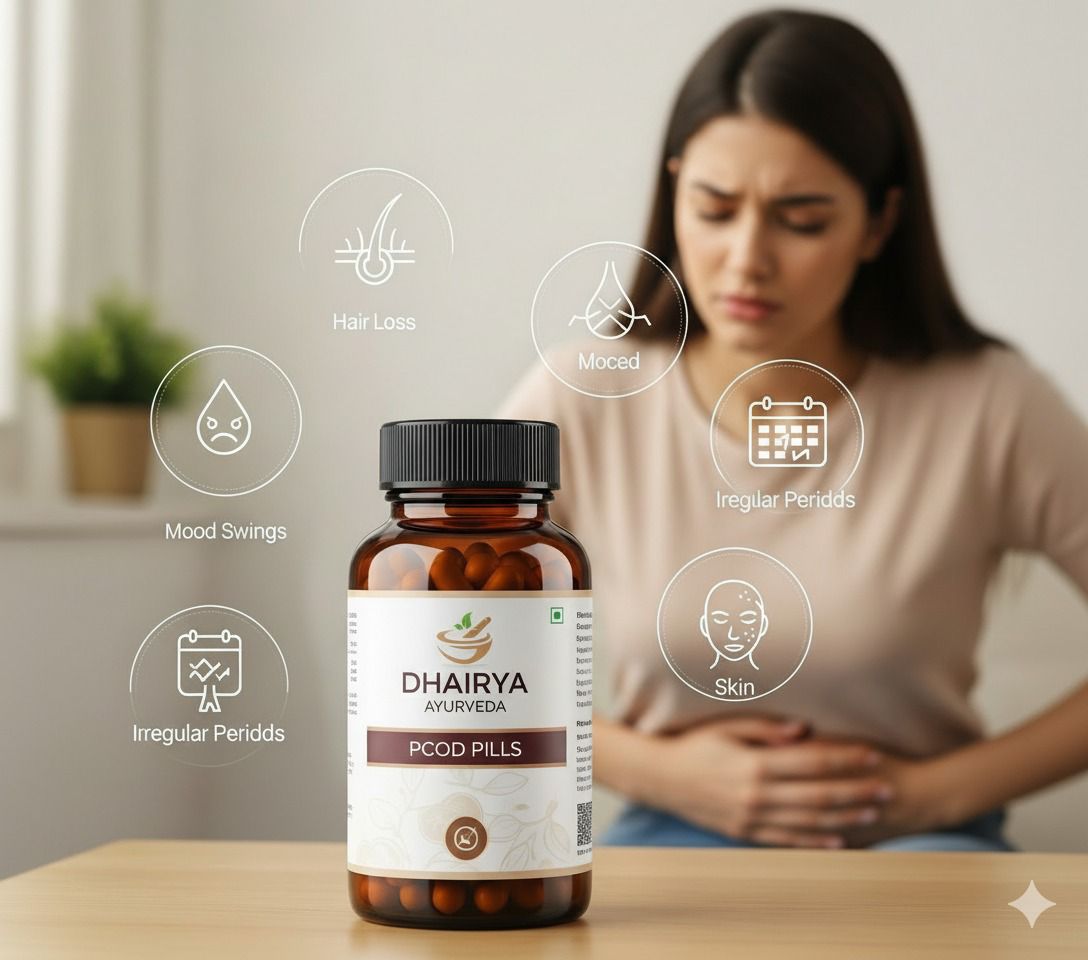 Hair Loss
Moced
Mood Swings
Iregular Peridds
Irregular Peridds
Skin
DHAIRYA
AYURVEDA
PCOD PILLS